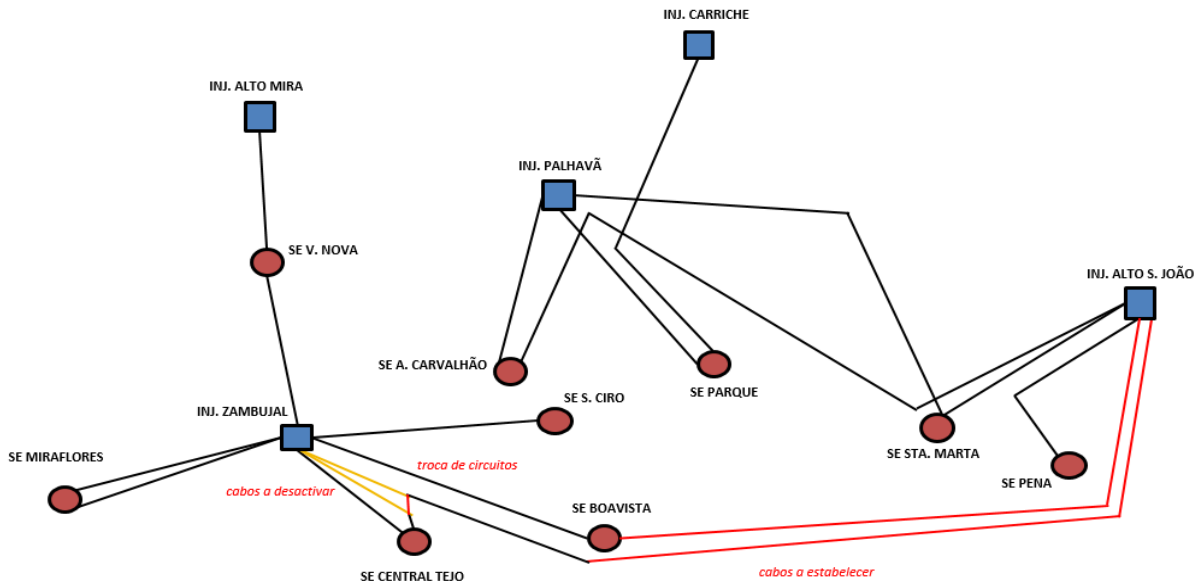 INJ. CARRICHE
INJ. ALTO MIRA
INJ. PALHAVÃ
SE V. NOVA
INJ. ALTO S. JOÃO
SE A. CARVALHÃO
SE PARQUE
SE S. CIRO
INJ. ZAMBUJAL
SE STA. MARTA
SE MIRAFLORES
troca de circuitos
SE PENA
cabos a desactivar
SE BOAVISTA
SE CENTRAL TEJO
cabos a estabelecer